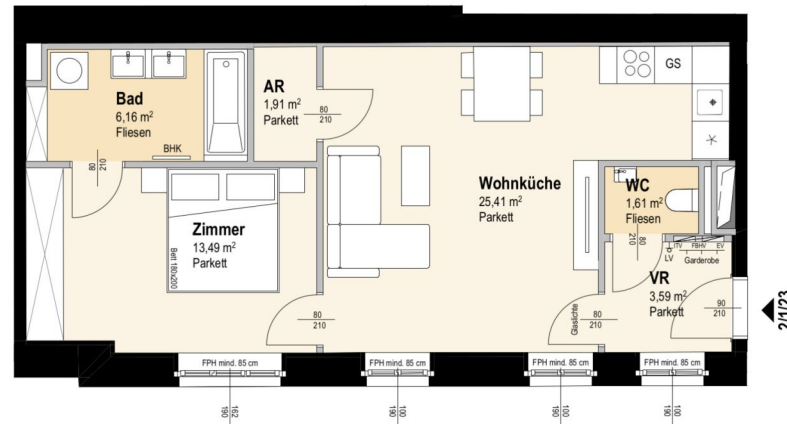 Bad
6,16 m²
Fliesen
BHK
80
210
AR
1,91 m²
Parkett
80
210
GS
Wohnküche
25,41 m²
Parkett
WC
1,61 m²
Fliesen
80
210
Zimmer
13,49 m²
Parkett
Bett 180x200
80
210
ITV FBHV EV
LV
Garderobe
VR
3,59 m²
Parkett
Glaslichte
80
210
90
210
2/1/23
FPH mind. 85 cm
FPH mind. 85 cm
FPH mind. 85 cm
FPH mind. 85 cm
162
190
100
190
100
190
100
190